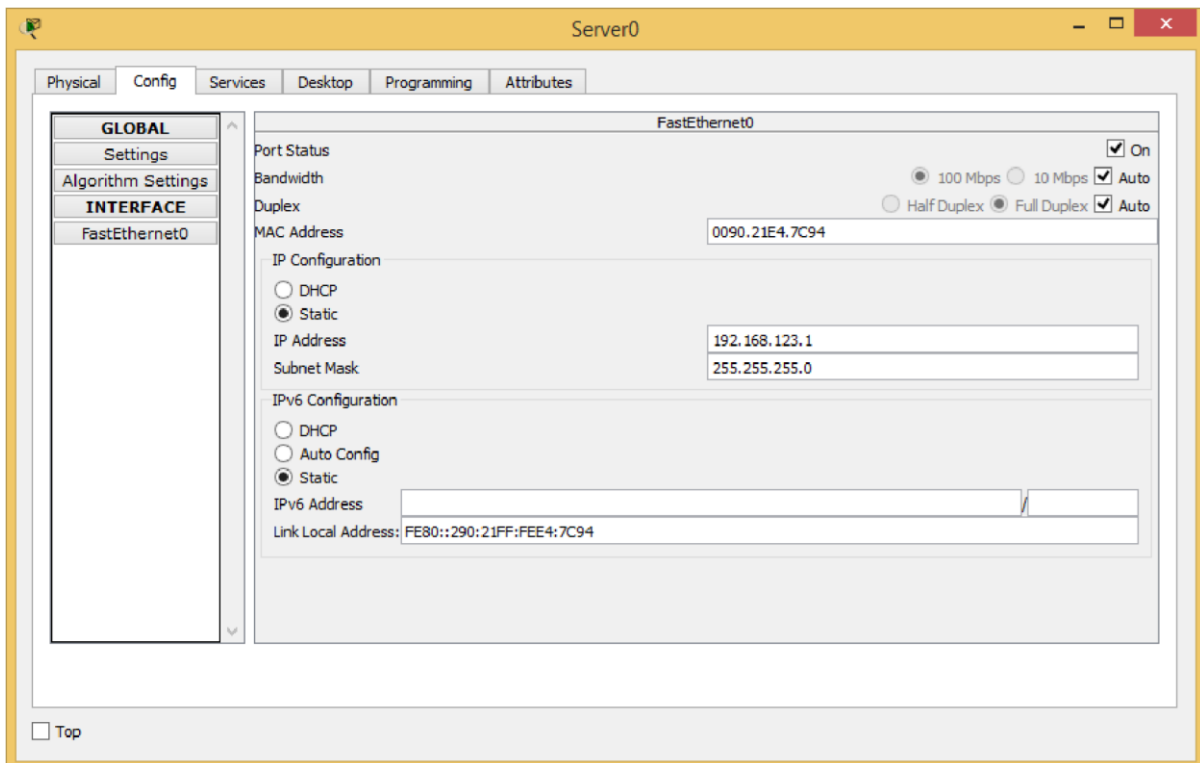 Server0
Physical Config Services Desktop Programming Attributes
GLOBAL
Settings
Algorithm Settings
INTERFACE
FastEthernet0
FastEthernet0
Port Status On
Bandwidth 100 Mbps 10 Mbps Auto
Duplex Half Duplex Full Duplex Auto
MAC Address 0090.21E4.7C94
IP Configuration
DHCP
Static
IP Address 192.168.123.1
Subnet Mask 255.255.255.0
IPv6 Configuration
DHCP
Auto Config
Static
IPv6 Address /
Link Local Address: FE80::290:21FF:FEE4:7C94
Top